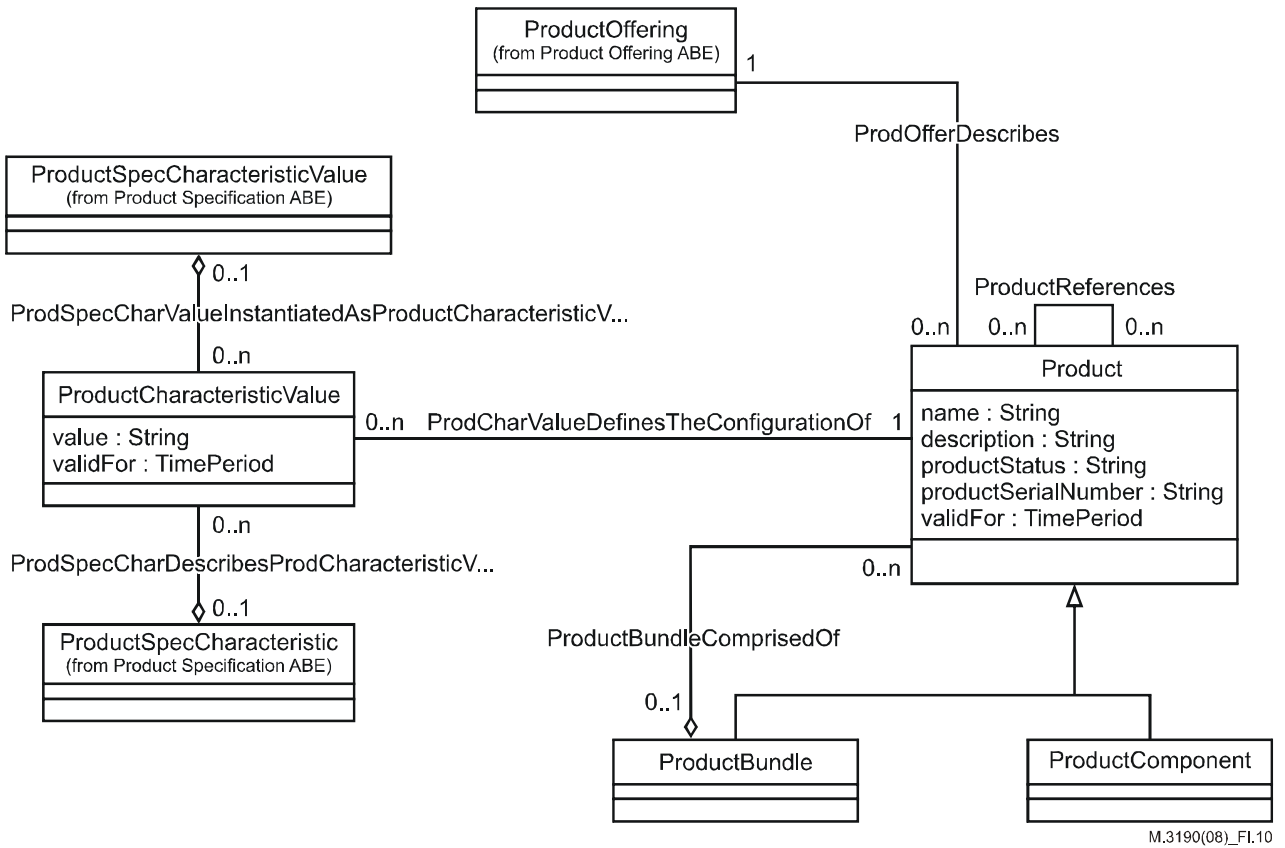 ProductOffering
(from Product Offering ABE)
1
ProdOfferDescribes
ProductSpecCharacteristicValue
(from Product Specification ABE)
0..1
ProdSpecCharValueInstantiatedAsProductCharacteristicV...
0..n
ProductReferences
0..n
0..n
0..n
Product
name : String
description : String
productStatus : String
productSerialNumber : String
validFor : TimePeriod
ProductCharacteristicValue
value : String
validFor : TimePeriod
0..n
ProdCharValueDefinesTheConfigurationOf
1
0..n
ProdSpecCharDescribesProdCharacteristicV...
0..1
ProductSpecCharacteristic
(from Product Specification ABE)
0..n
ProductBundleComprisedOf
0..1
ProductBundle
ProductComponent
M.3190(08)_FI.10